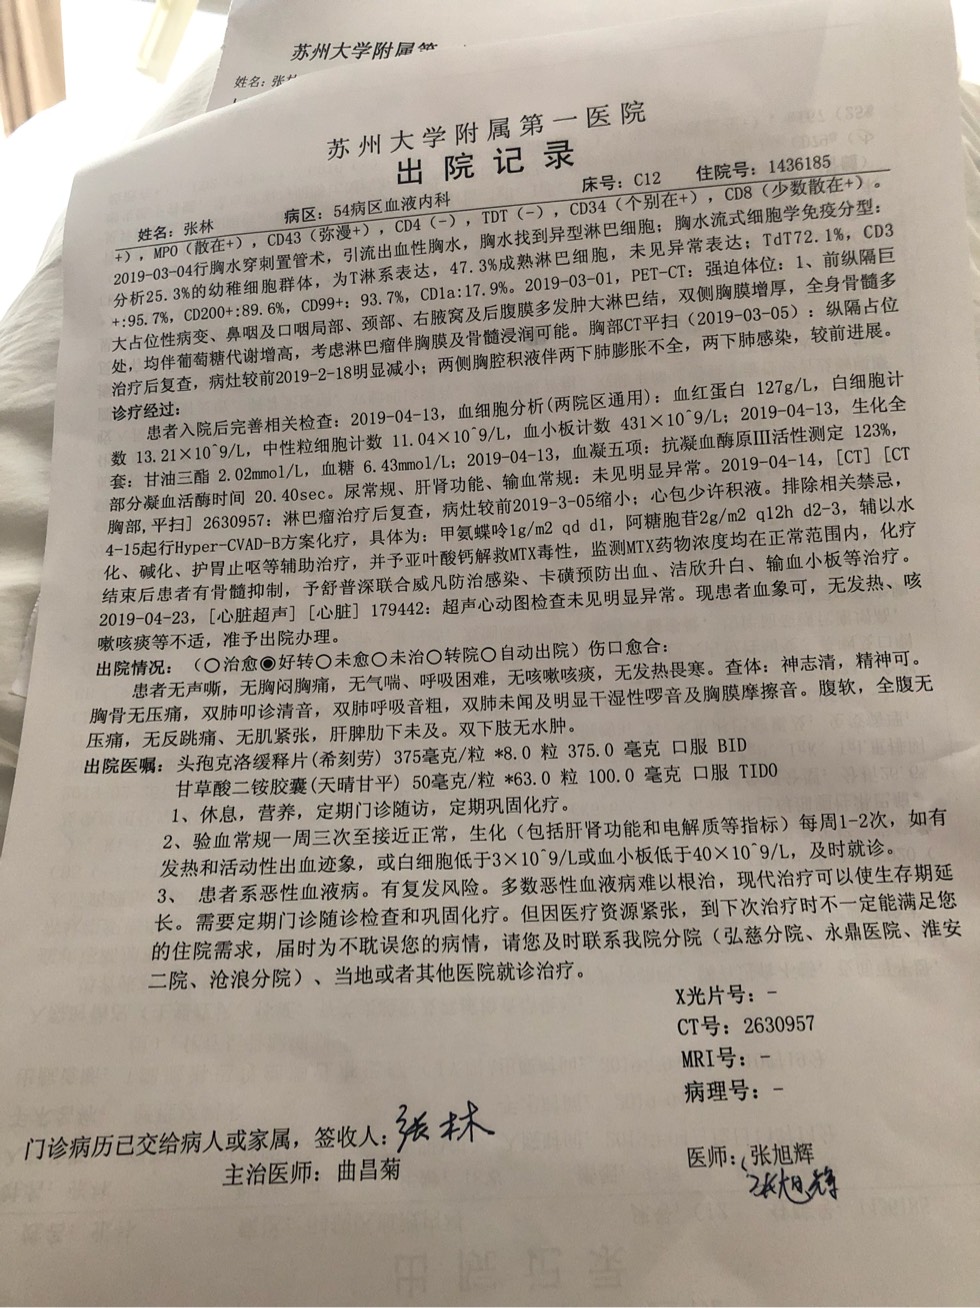 苏州大学附属第
姓名：张林
苏州大学附属第一医院
出院记录
姓名：张林 病区：54病区血液内科 床号：C12 住院号：1436185
+），MPO（散在+），CD43（弥漫+），CD4（-），TDT（-），CD34（个别在+），CD8（少数散在+）。
2019-03-04行胸水穿刺置管术，引流出血性胸水，胸水找到异型淋巴细胞；胸水流式细胞学免疫分型：
分析25.3%的幼稚细胞群体，为T淋系表达，47.3%成熟淋巴细胞，未见异常表达；TdT72.1%，CD3
+:95.7%，CD200+:89.6%，CD99+：93.7%，CD1a:17.9%。2019-03-01，PET-CT：强迫体位：1、前纵隔巨
大占位性病变、鼻咽及口咽局部、颈部、右腋窝及后腹膜多发肿大淋巴结，双侧胸膜增厚，全身骨髓多
处，均伴葡萄糖代谢增高，考虑淋巴瘤伴胸膜及骨髓浸润可能。胸部CT平扫（2019-03-05）：纵隔占位
治疗后复查，病灶较前2019-2-18明显减小；两侧胸腔积液伴两下肺膨胀不全，两下肺感染，较前进展。
诊疗经过：
患者入院后完善相关检查：2019-04-13，血细胞分析(两院区通用)：血红蛋白 127g/L，白细胞计
数 13.21×10^9/L，中性粒细胞计数 11.04×10^9/L，血小板计数 431×10^9/L；2019-04-13，生化全
套：甘油三酯 2.02mmol/L，血糖 6.43mmol/L；2019-04-13，血凝五项：抗凝血酶原Ⅲ活性测定 123%，
部分凝血活酶时间 20.40sec。尿常规、肝肾功能、输血常规：未见明显异常。2019-04-14，[CT] [CT
胸部,平扫] 2630957：淋巴瘤治疗后复查，病灶较前2019-3-05缩小；心包少许积液。排除相关禁忌，
4-15起行Hyper-CVAD-B方案化疗，具体为：甲氨蝶呤1g/m2 qd d1，阿糖胞苷2g/m2 q12h d2-3，辅以水
化、碱化、护胃止呕等辅助治疗，并予亚叶酸钙解救MTX毒性，监测MTX药物浓度均在正常范围内，化疗
结束后患者有骨髓抑制，予舒普深联合威凡防治感染、卡磺预防出血、洁欣升白、输血小板等治疗。
2019-04-23，[心脏超声] [心脏] 179442：超声心动图检查未见明显异常。现患者血象可，无发热、咳
嗽咳痰等不适，准予出院办理。
出院情况：（○治愈◉好转○未愈○未治○转院○自动出院）伤口愈合：
患者无声嘶，无胸闷胸痛，无气喘、呼吸困难，无咳嗽咳痰，无发热畏寒。查体：神志清，精神可。
胸骨无压痛，双肺叩诊清音，双肺呼吸音粗，双肺未闻及明显干湿性啰音及胸膜摩擦音。腹软，全腹无
压痛，无反跳痛、无肌紧张，肝脾肋下未及。双下肢无水肿。
出院医嘱：头孢克洛缓释片(希刻劳) 375毫克/粒 *8.0 粒 375.0 毫克 口服 BID
甘草酸二铵胶囊(天晴甘平) 50毫克/粒 *63.0 粒 100.0 毫克 口服 TIDO
1、休息，营养，定期门诊随访，定期巩固化疗。
2、验血常规一周三次至接近正常，生化（包括肝肾功能和电解质等指标）每周1-2次，如有
发热和活动性出血迹象，或白细胞低于3×10^9/L或血小板低于40×10^9/L，及时就诊。
3、 患者系恶性血液病。有复发风险。多数恶性血液病难以根治，现代治疗可以使生存期延
长。需要定期门诊随诊检查和巩固化疗。但因医疗资源紧张，到下次治疗时不一定能满足您
的住院需求，届时为不耽误您的病情，请您及时联系我院分院（弘慈分院、永鼎医院、淮安
二院、沧浪分院）、当地或者其他医院就诊治疗。
X光片号：-
CT号：2630957
MRI号：-
病理号：-
门诊病历已交给病人或家属，签收人：张林
主治医师：曲昌菊 医师：张旭辉
张旭辉